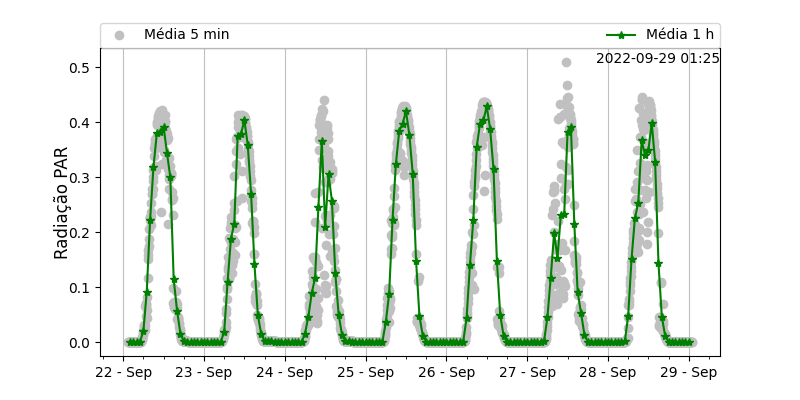 Média 5 min
Média 1 h
2022-09-29 01:25
Radiação PAR
0.5
0.4
0.3
0.2
0.1
0.0
22 - Sep
23 - Sep
24 - Sep
25 - Sep
26 - Sep
27 - Sep
28 - Sep
29 - Sep